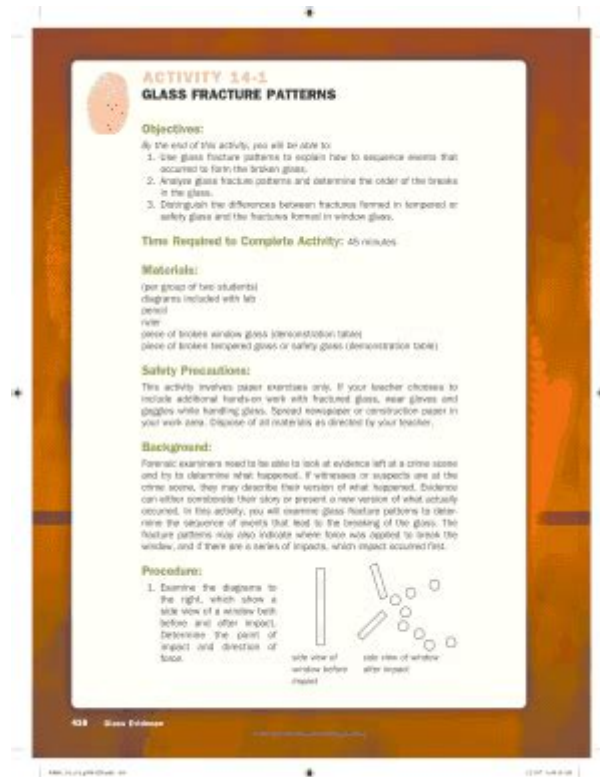 ACTIVITY 14-1
GLASS FRACTURE PATTERNS
Objectives:
By the end of this activity, you will be able to:
1. Use glass fracture patterns to explain how to sequence events that
occurred to form the broken glass.
2. Analyze glass fracture patterns and determine the order of the breaks
in the glass.
3. Distinguish the differences between fractures formed in tempered or
safety glass and the fractures formed in window glass.
Time Required to Complete Activity: 45 minutes
Materials:
(per group of two students)
diagrams included with lab
pencil
ruler
piece of broken window glass (demonstration table)
piece of broken tempered glass or safety glass (demonstration table)
Safety Precautions:
This activity involves paper exercises only. If your teacher chooses to
include additional hands-on work with fractured glass, wear gloves and
goggles while handling glass. Spread newspaper or construction paper in
your work area. Dispose of all materials as directed by your teacher.
Background:
Forensic examiners need to be able to look at evidence left at a crime scene
and try to determine what happened. If witnesses or suspects are at the
crime scene, they may describe their version of what happened. Evidence
can either corroborate their story or present a new version of what actually
occurred. In this activity, you will examine glass fracture patterns to deter-
mine the sequence of events that lead to the breaking of the glass. The
fracture patterns may also indicate where force was applied to break the
window, and if there are a series of impacts, which impact occurred first.
Procedure:
1. Examine the diagrams to
the right, which show a
side view of a window both
before and after impact.
Determine the point of
impact and direction of
force.
side view of
window before
impact
side view of window
after impact
Glass Evidence